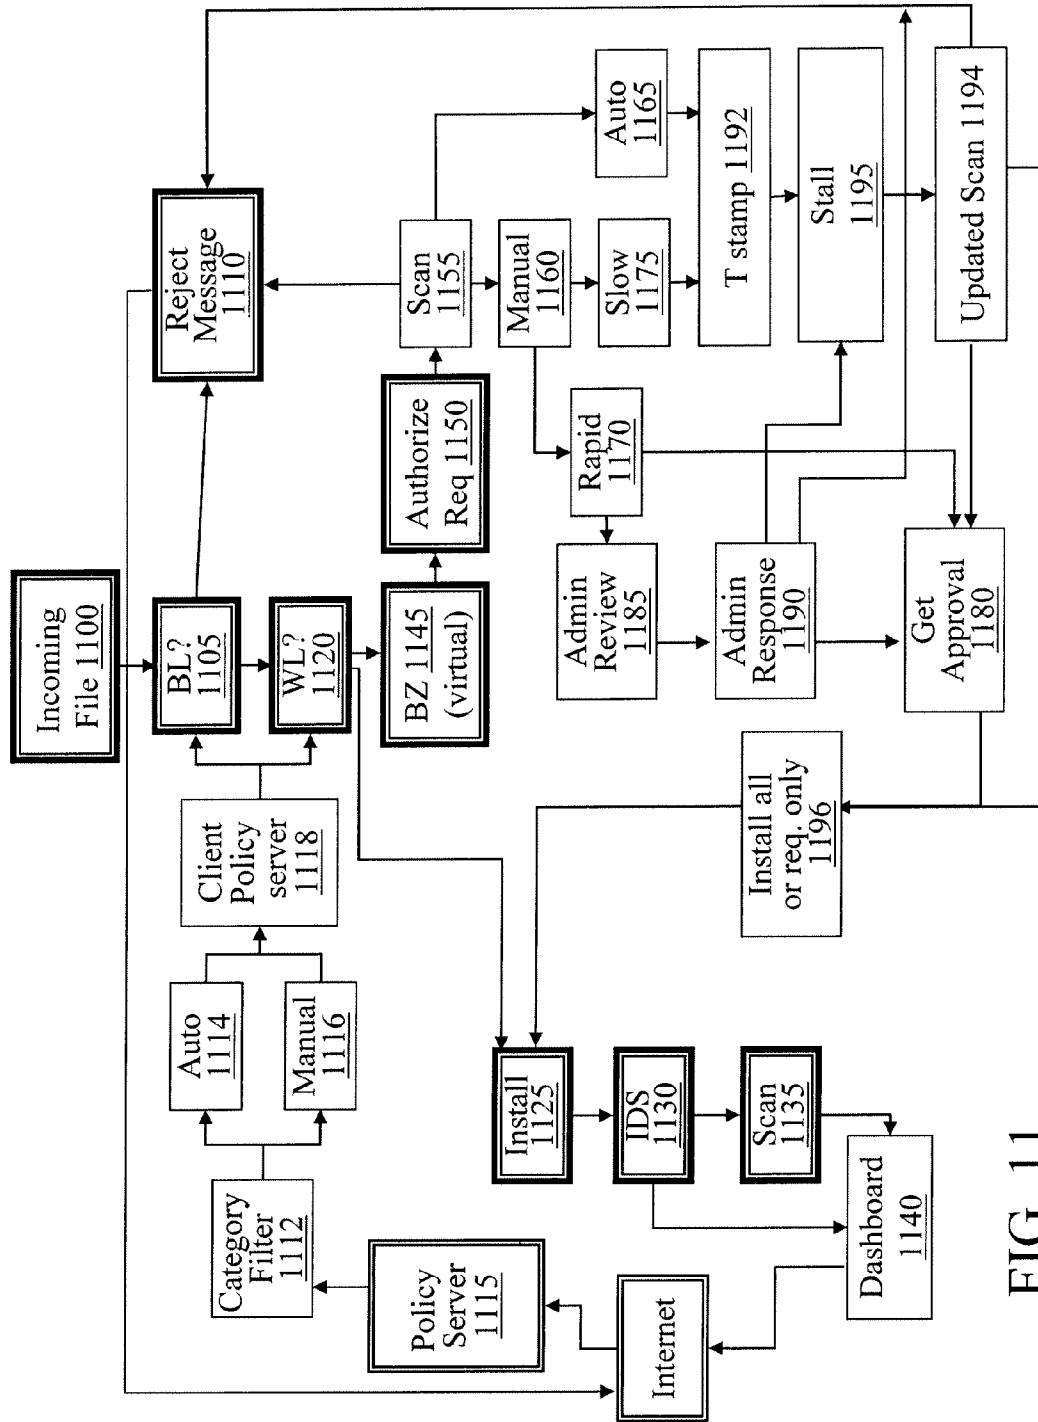 Incoming
File 1100
BL?
1105
Reject
Message
1110
WL?
1120
Client
Policy
server
1118
Auto
1114
Manual
1116
Category
Filter
1112
Policy
Server
1115
Internet
BZ 1145
(virtual)
Authorize
Req 1150
Scan
1155
Manual
1160
Auto
1165
Slow
1175
Rapid
1170
T stamp 1192
Stall
1195
Updated Scan 1194
Admin
Review
1185
Admin
Response
1190
Get
Approval
1180
Install all
or req. only
1196
Install
1125
IDS
1130
Scan
1135
Dashboard
1140
FIG. 11